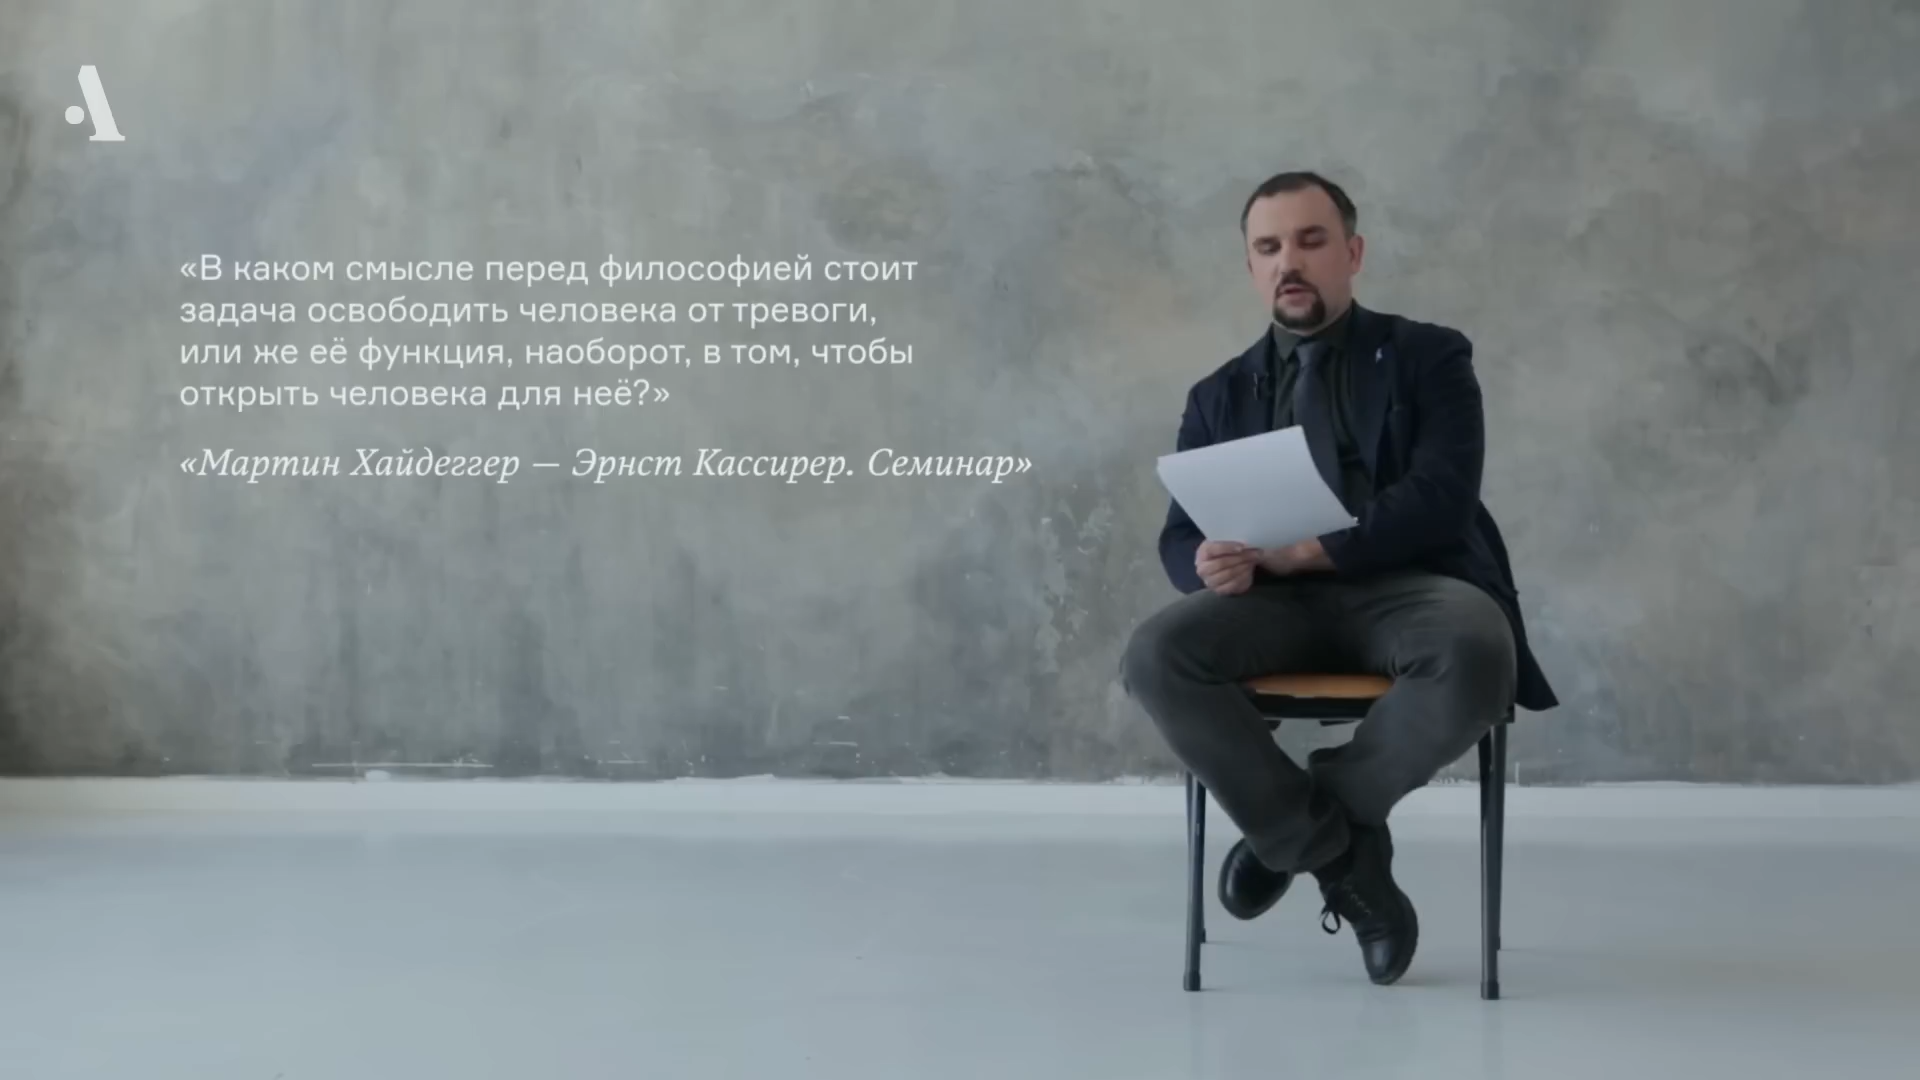 «В каком смысле перед философией стоит
задача освободить человека от тревоги,
или же её функция, наоборот, в том, чтобы
открыть человека для неё?»
«Мартин Хайдеггер — Эрнст Кассирер. Семинар»